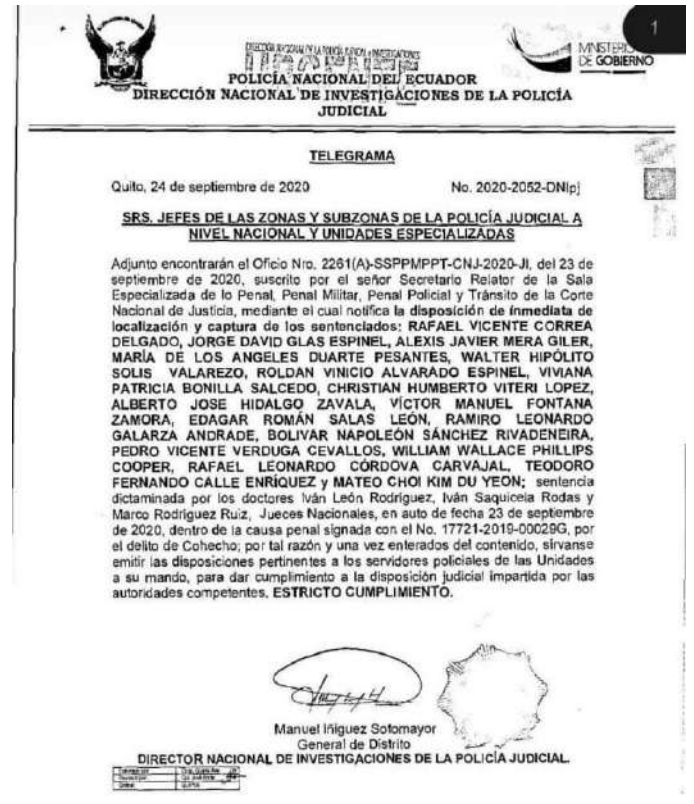 1
MINISTERIO
DE GOBIERNO
DIRECCIÓN NACIONAL DE LA POLICÍA JUDICIAL e INVESTIGACIONES
POLICÍA NACIONAL DEL ECUADOR
DIRECCIÓN NACIONAL DE INVESTIGACIONES DE LA POLICÍA
JUDICIAL
TELEGRAMA
Quito, 24 de septiembre de 2020 No. 2020-2052-DNIpj
SRS. JEFES DE LAS ZONAS Y SUBZONAS DE LA POLICÍA JUDICIAL A
NIVEL NACIONAL Y UNIDADES ESPECIALIZADAS
Adjunto encontrarán el Oficio Nro. 2261(A)-SSPPMPPT-CNJ-2020-JI, del 23 de
septiembre de 2020, suscrito por el señor Secretario Relator de la Sala
Especializada de lo Penal, Penal Militar, Penal Policial y Tránsito de la Corte
Nacional de Justicia, mediante el cual notifica la disposición de inmediata de
localización y captura de los sentenciados: RAFAEL VICENTE CORREA
DELGADO, JORGE DAVID GLAS ESPINEL, ALEXIS JAVIER MERA GILER,
MARÍA DE LOS ANGELES DUARTE PESANTES, WALTER HIPÓLITO
SOLIS VALAREZO, ROLDAN VINICIO ALVARADO ESPINEL, VIVIANA
PATRICIA BONILLA SALCEDO, CHRISTIAN HUMBERTO VITERI LOPEZ,
ALBERTO JOSE HIDALGO ZAVALA, VÍCTOR MANUEL FONTANA
ZAMORA, EDAGAR ROMÁN SALAS LEÓN, RAMIRO LEONARDO
GALARZA ANDRADE, BOLIVAR NAPOLEÓN SÁNCHEZ RIVADENEIRA,
PEDRO VICENTE VERDUGA CEVALLOS, WILLIAM WALLACE PHILLIPS
COOPER, RAFAEL LEONARDO CÓRDOVA CARVAJAL, TEODORO
FERNANDO CALLE ENRÍQUEZ y MATEO CHOI KIM DU YEON; sentencia
dictaminada por los doctores Iván León Rodríguez, Iván Saquicela Rodas y
Marco Rodríguez Ruiz, Jueces Nacionales, en auto de fecha 23 de septiembre
de 2020, dentro de la causa penal signada con el No. 17721-2019-00029G, por
el delito de Cohecho; por tal razón y una vez enterados del contenido, sírvanse
emitir las disposiciones pertinentes a los servidores policiales de las Unidades
a su mando, para dar cumplimiento a la disposición judicial impartida por las
autoridades competentes, ESTRICTO CUMPLIMIENTO.
Manuel Iñiguez Sotomayor
General de Distrito
DIRECTOR NACIONAL DE INVESTIGACIONES DE LA POLICÍA JUDICIAL.